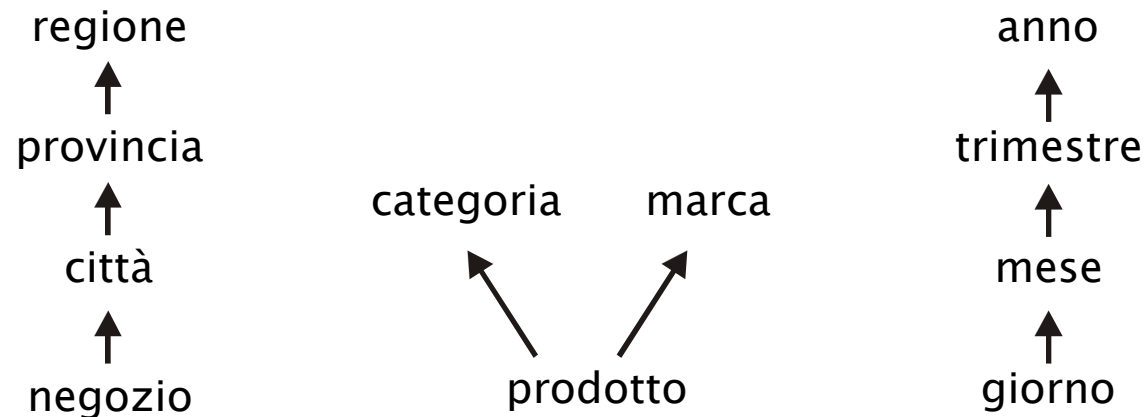 regione
anno
provincia
trimestre
categoria
marca
città
mese
negozio
prodotto
giorno